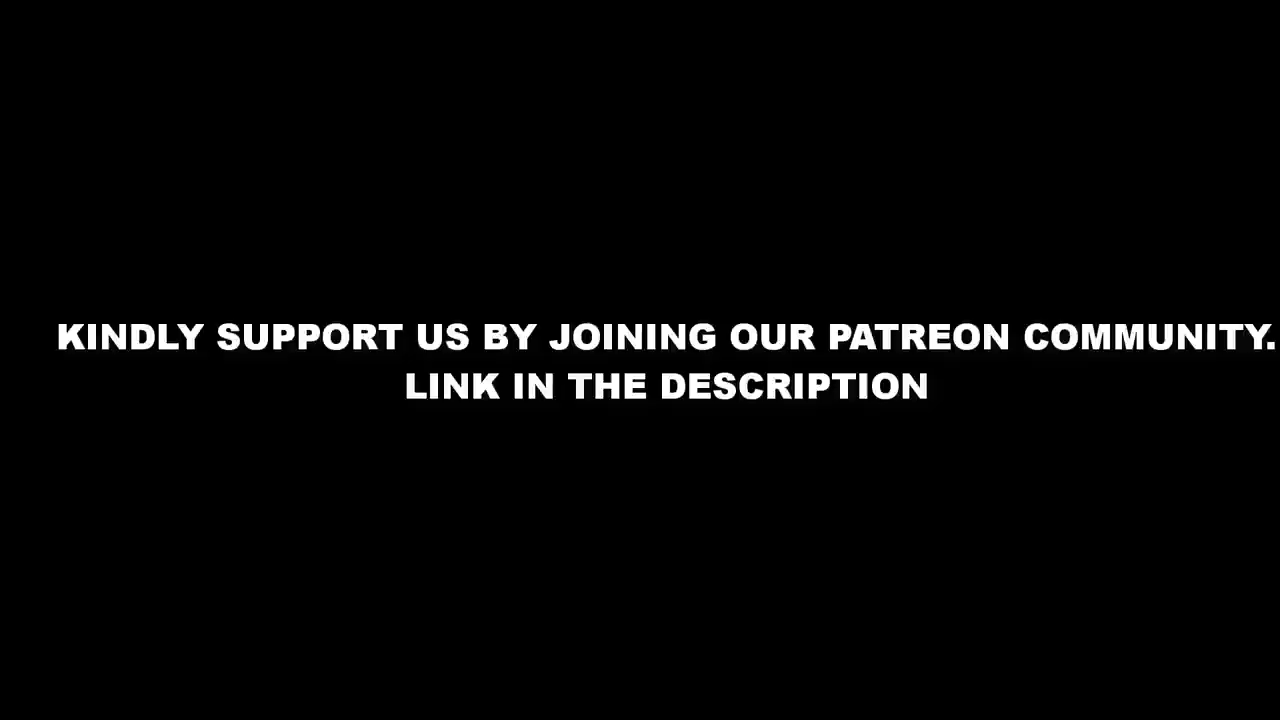 KINDLY SUPPORT US BY JOINING OUR PATREON COMMUNITY.
LINK IN THE DESCRIPTION